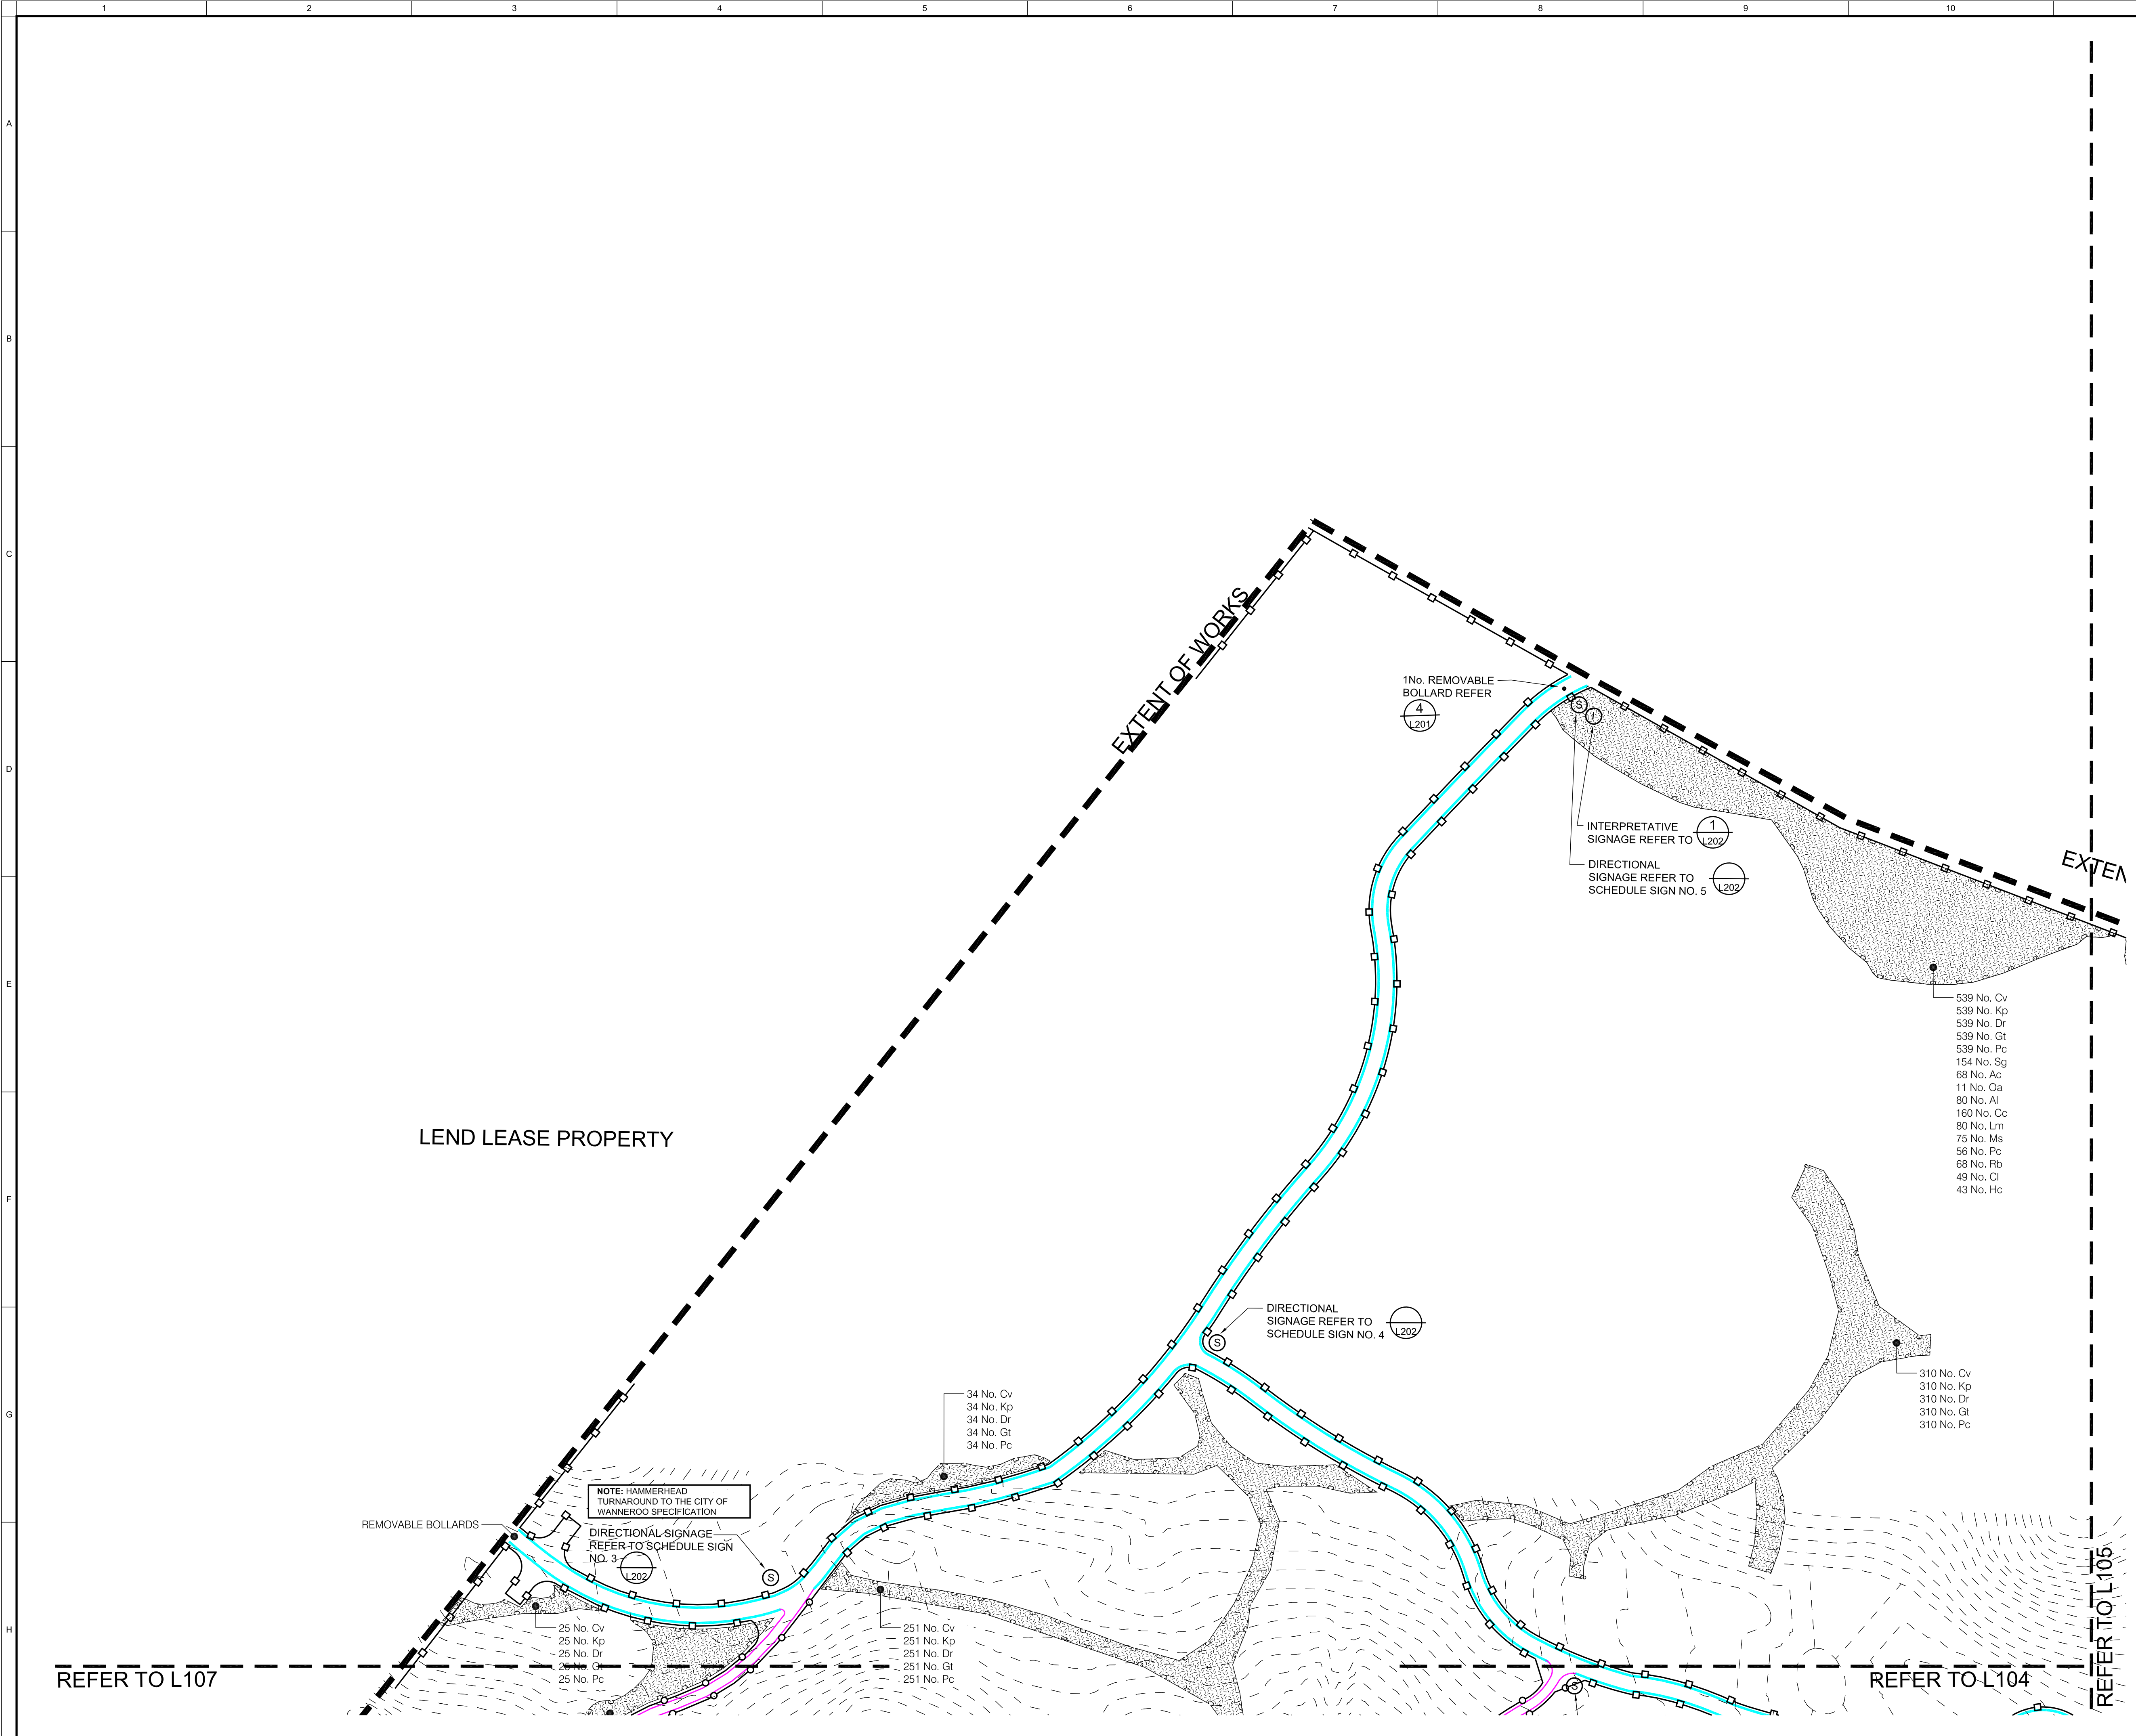 1 2 3 4 5 6 7 8 9 10
A
B
C
D
E
F
G
H
EXTENT OF WORKS
1No. REMOVABLE
BOLLARD REFER
4
L201
S
I
INTERPRETATIVE
SIGNAGE REFER TO
1
L202
DIRECTIONAL
SIGNAGE REFER TO
SCHEDULE SIGN NO. 5
L202
EXTEN
539 No. Cv
539 No. Kp
539 No. Dr
539 No. Gt
539 No. Pc
154 No. Sg
68 No. Ac
11 No. Oa
80 No. Al
160 No. Cc
80 No. Lm
75 No. Ms
56 No. Pc
68 No. Rb
49 No. Cl
43 No. Hc
LEND LEASE PROPERTY
DIRECTIONAL
SIGNAGE REFER TO
SCHEDULE SIGN NO. 4
L202
S
310 No. Cv
310 No. Kp
310 No. Dr
310 No. Gt
310 No. Pc
34 No. Cv
34 No. Kp
34 No. Dr
34 No. Gt
34 No. Pc
NOTE: HAMMERHEAD
TURNAROUND TO THE CITY OF
WANNEROO SPECIFICATION
REMOVABLE BOLLARDS
DIRECTIONAL SIGNAGE
REFER TO SCHEDULE SIGN
NO. 3
L202
S
25 No. Cv
25 No. Kp
25 No. Dr
25 No. Gt
25 No. Pc
251 No. Cv
251 No. Kp
251 No. Dr
251 No. Gt
251 No. Pc
REFER TO L107
S
REFER TO L104
REFER TO L105